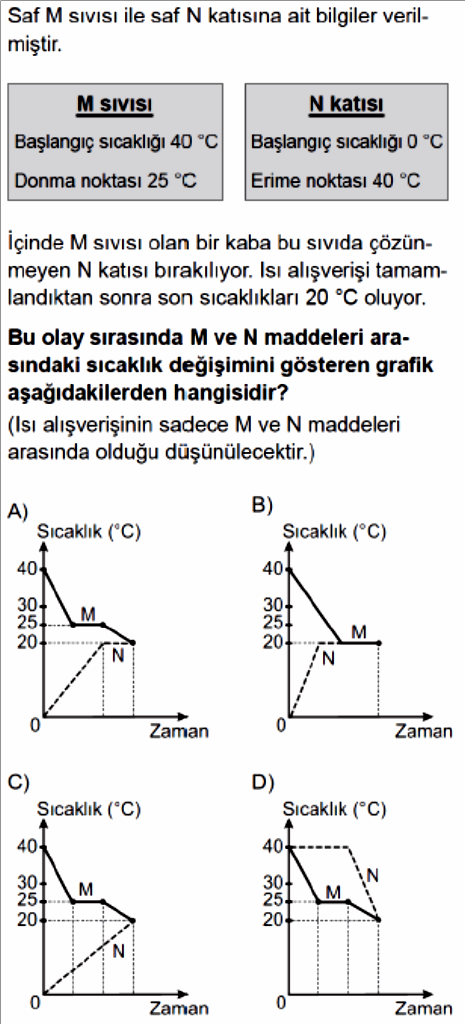 Saf M sıvısı ile saf N katısına ait bilgiler veril-
miştir.
M sıvısı
Başlangıç sıcaklığı 40 °C
Donma noktası 25 °C
N katısı
Başlangıç sıcaklığı 0 °C
Erime noktası 40 °C
İçinde M sıvısı olan bir kaba bu sıvıda çözün-
meyen N katısı bırakılıyor. Isı alışverişi tamam-
landıktan sonra son sıcaklıkları 20 °C oluyor.
Bu olay sırasında M ve N maddeleri ara-
sındaki sıcaklık değişimini gösteren grafik
aşağıdakilerden hangisidir?
(Isı alışverişinin sadece M ve N maddeleri
arasında olduğu düşünülecektir.)
A)
Sıcaklık (°C)
40
30
25
20
M
N
0
Zaman
B)
Sıcaklık (°C)
40
30
25
20
M
N
0
Zaman
C)
Sıcaklık (°C)
40
30
25
20
M
N
0
Zaman
D)
Sıcaklık (°C)
40
30
25
20
N
M
0
Zaman